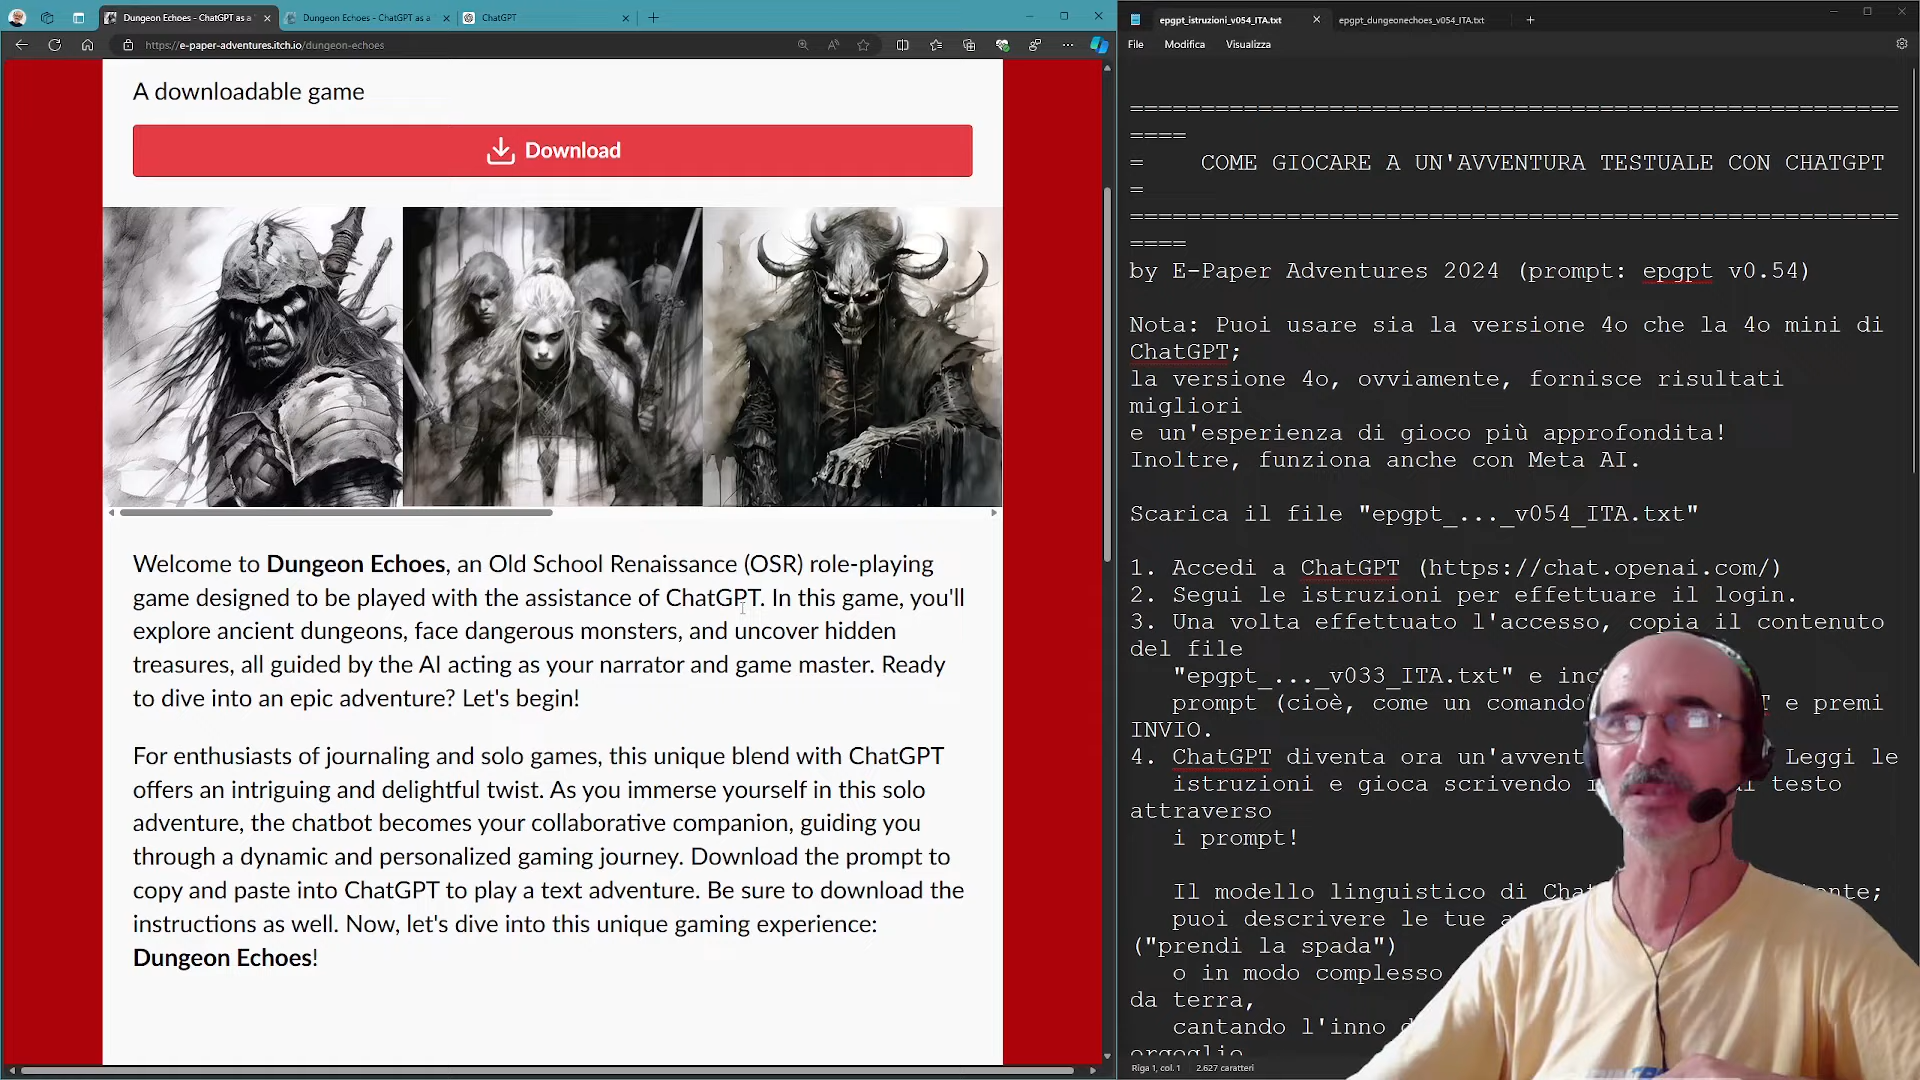 Dungeon Echoes - ChatGPT as a
Dungeon Echoes - ChatGPT as a
ChatGPT
https://e-paper-adventures.itch.io/dungeon-echoes
A downloadable game
Download
Welcome to Dungeon Echoes, an Old School Renaissance (OSR) role-playing
game designed to be played with the assistance of ChatGPT. In this game, you'll
explore ancient dungeons, face dangerous monsters, and uncover hidden
treasures, all guided by the AI acting as your narrator and game master. Ready
to dive into an epic adventure? Let's begin!
For enthusiasts of journaling and solo games, this unique blend with ChatGPT
offers an intriguing and delightful twist. As you immerse yourself in this solo
adventure, the chatbot becomes your collaborative companion, guiding you
through a dynamic and personalized gaming journey. Download the prompt to
copy and paste into ChatGPT to play a text adventure. Be sure to download the
instructions as well. Now, let's dive into this unique gaming experience:
Dungeon Echoes!
epgpt_istruzioni_v054_ITA.txt
epgpt_dungeonechoes_v054_ITA.txt
File Modifica Visualizza
====================================================
====
= COME GIOCARE A UN'AVVENTURA TESTUALE CON CHATGPT
=
====================================================
====
by E-Paper Adventures 2024 (prompt: epgpt v0.54)
Nota: Puoi usare sia la versione 4o che la 4o mini di
ChatGPT;
la versione 4o, ovviamente, fornisce risultati
migliori
e un'esperienza di gioco più approfondita!
Inoltre, funziona anche con Meta AI.
Scarica il file "epgpt_..._v054_ITA.txt"
1. Accedi a ChatGPT (https://chat.openai.com/)
2. Segui le istruzioni per effettuare il login.
3. Una volta effettuato l'accesso, copia il contenuto
del file
"epgpt_..._v033_ITA.txt" e
prompt (cioè, come un comando T e premi
INVIO.
4. ChatGPT diventa ora un'avvent Leggi le
istruzioni e gioca scrivendo testo
attraverso
i prompt!
Il modello linguistico di
puoi descrivere le tue
("prendi la spada")
o in modo complesso
da terra,
cantando l'inno
orgoglio
Riga 1, col. 1 2.627 caratteri